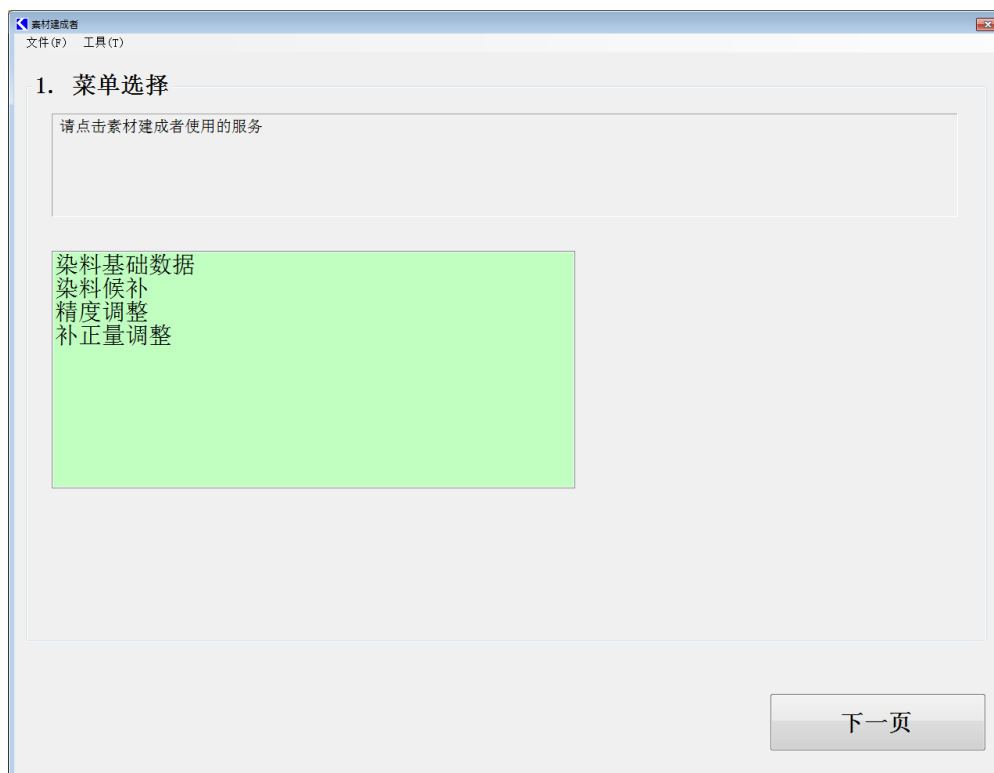 素材建成者
文件(F) 工具(T)
1. 菜单选择
请点击素材建成者使用的服务
染料基础数据
染料候补
精度调整
补正量调整
下一页